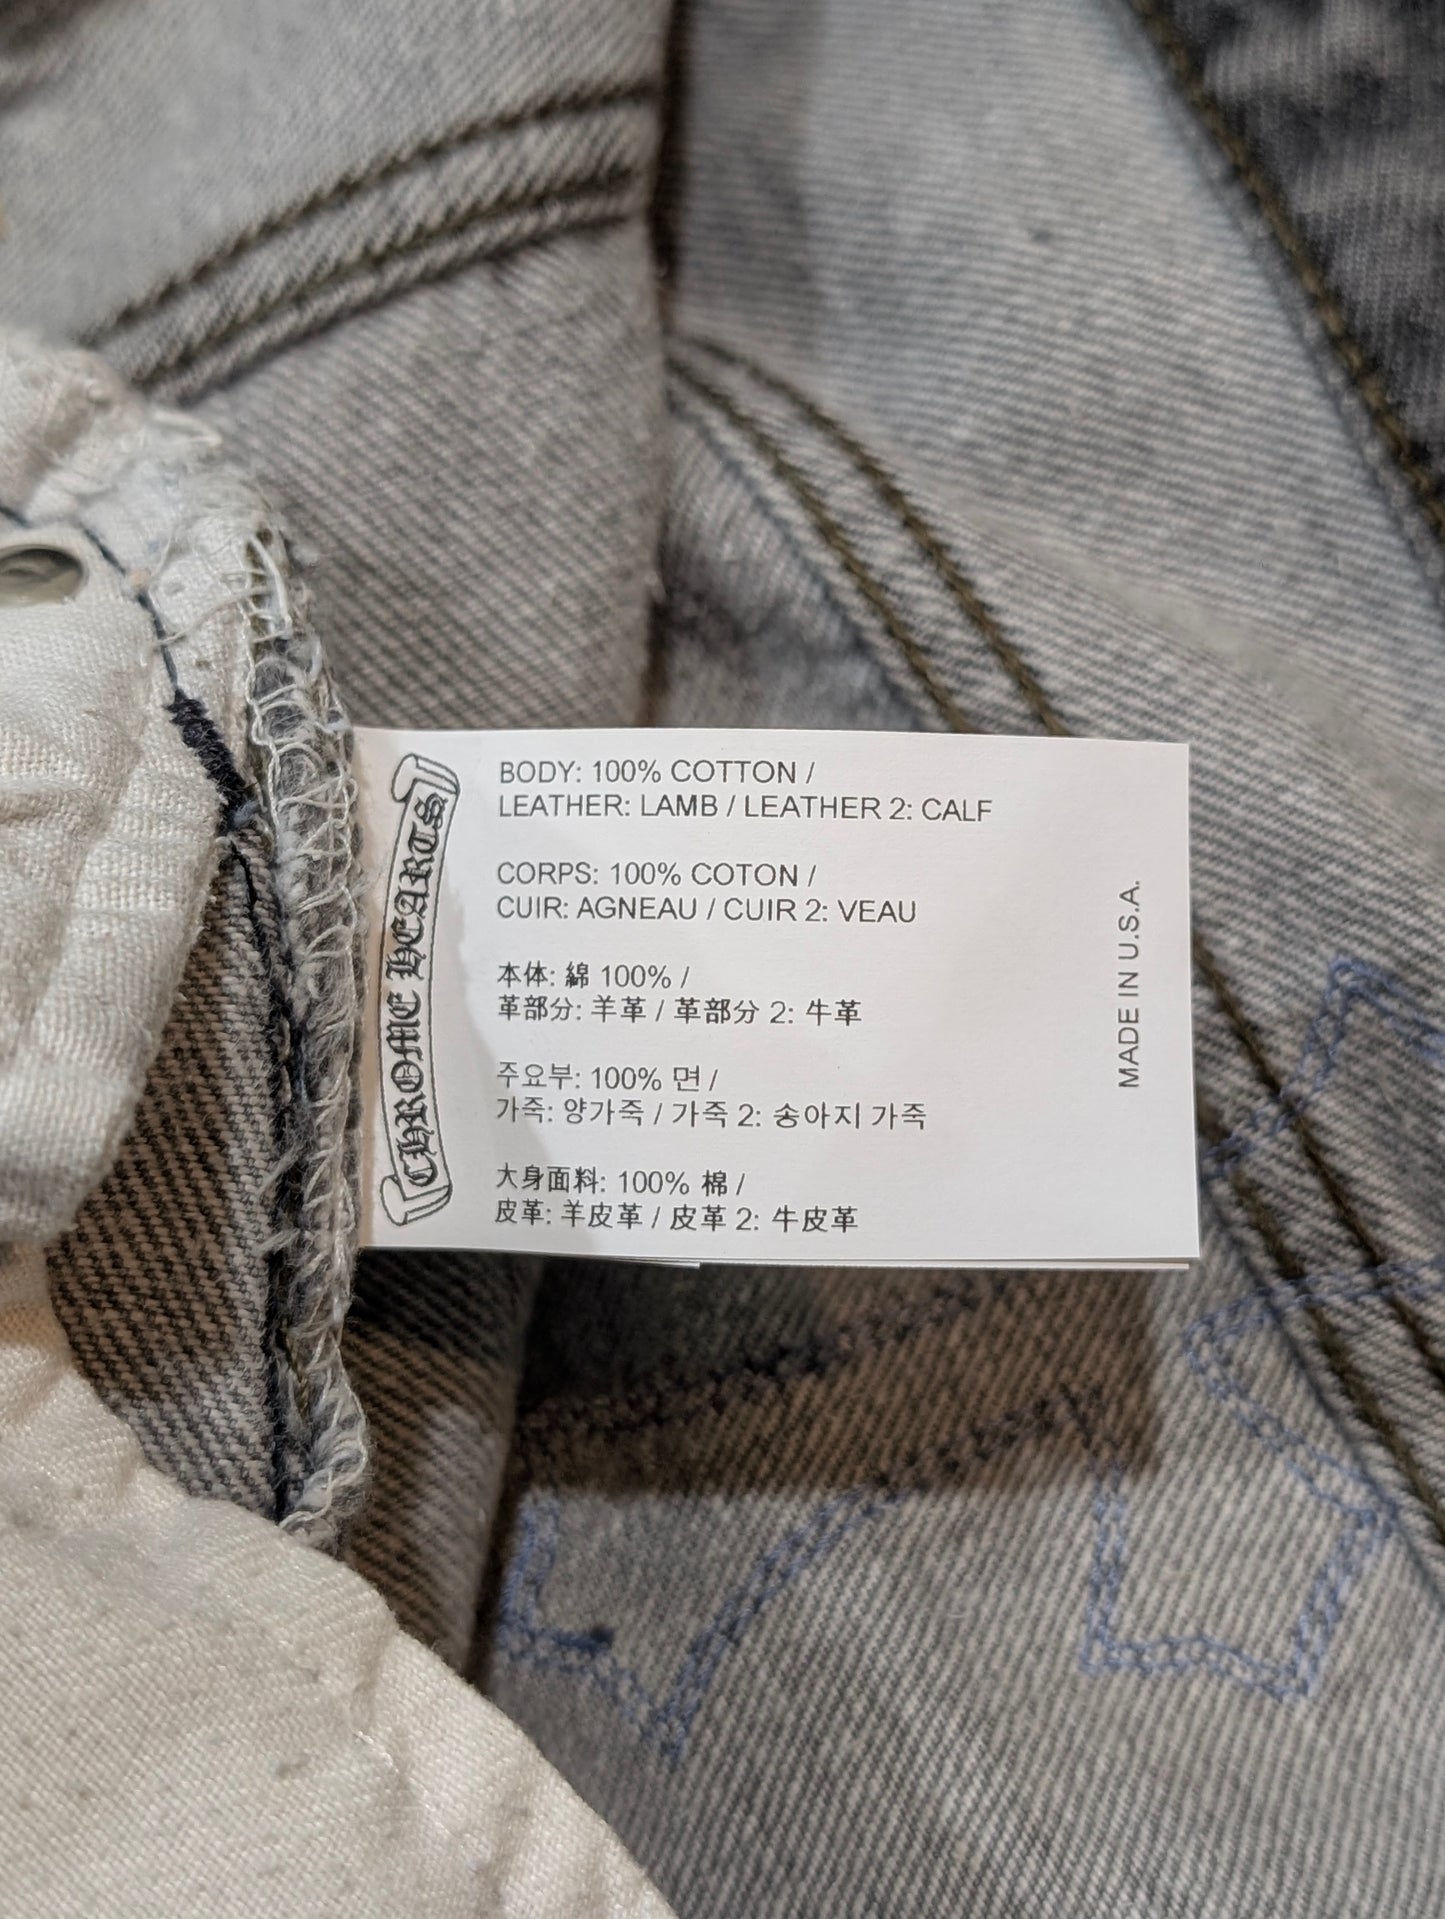 CHROME HEARTS
BODY: 100% COTTON /
LEATHER: LAMB / LEATHER 2: CALF
CORPS: 100% COTON /
CUIR: AGNEAU / CUIR 2: VEAU
本体: 綿 100% /
革部分: 羊革 / 革部分 2: 牛革
주요부: 100% 면 /
가죽: 양가죽 / 가죽 2: 송아지 가죽
大身面料: 100% 棉 /
皮革: 羊皮革 / 皮革 2: 牛皮革
MADE IN U.S.A.